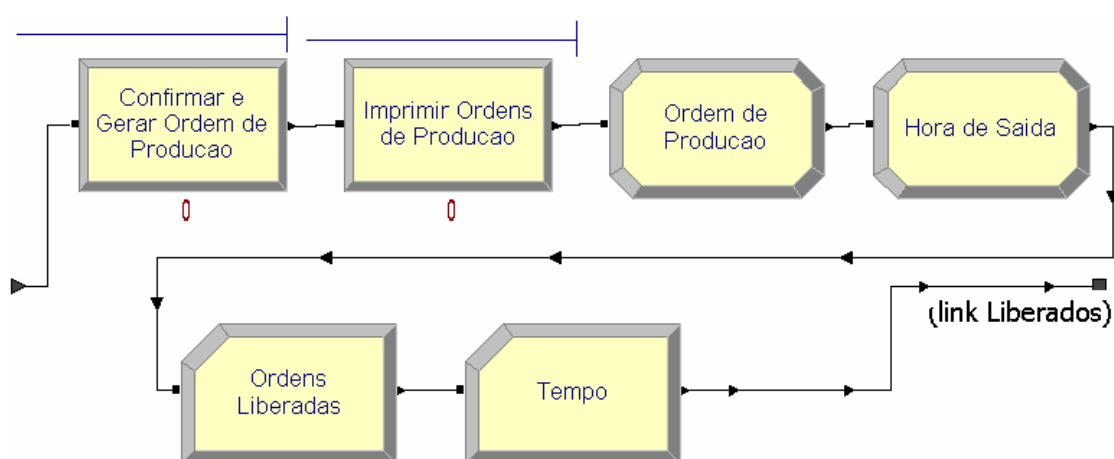 Confirmar e
Gerar Ordem de
Producao
0
Imprimir Ordens
de Producao
0
Ordem de
Producao
Hora de Saida
(link Liberados)
Ordens
Liberadas
Tempo